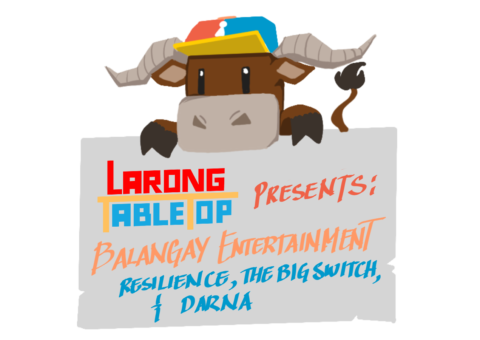 LARONG
TABLETOP
PRESENTS:
BALANGAY ENTERTAINMENT
RESILIENCE, THE BIG SWITCH,
& DARNA